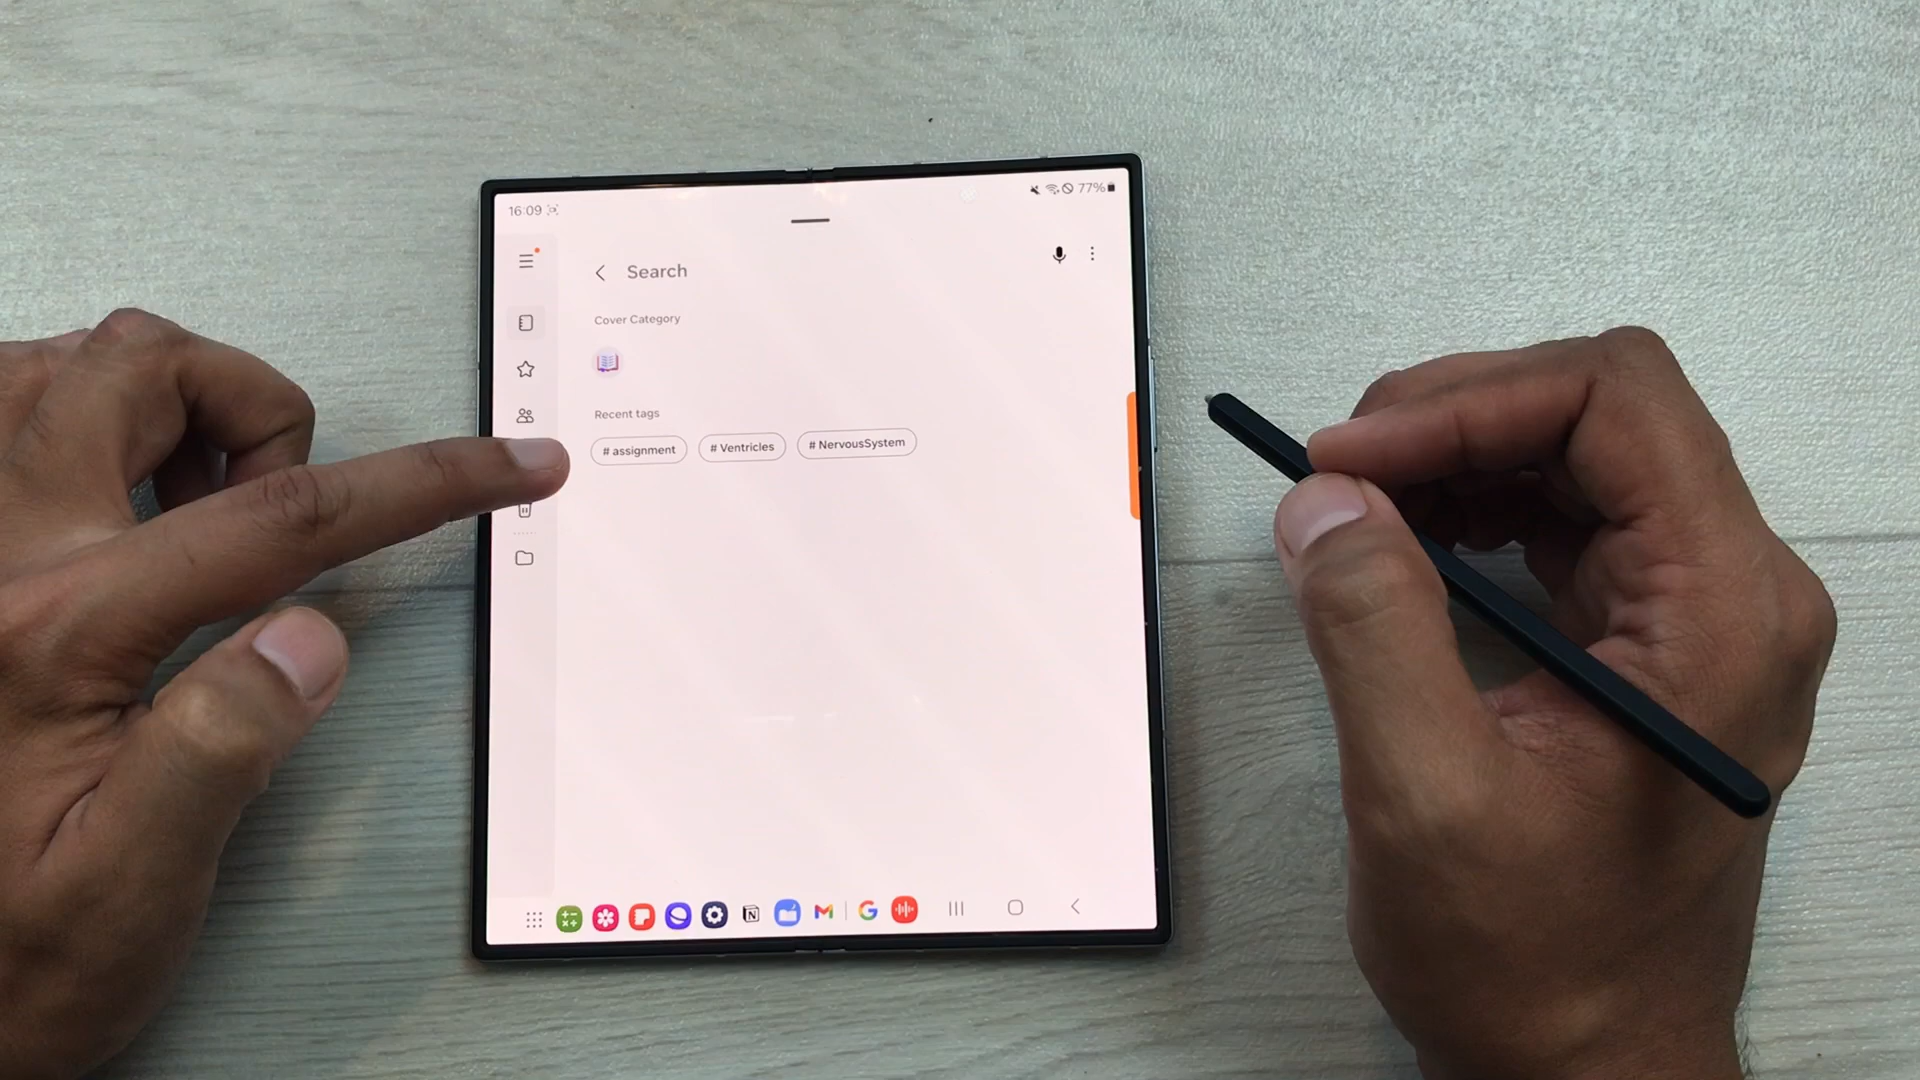 16:09
77%
Search
Cover Category
Recent tags
# assignment # Ventricles # NervousSystem